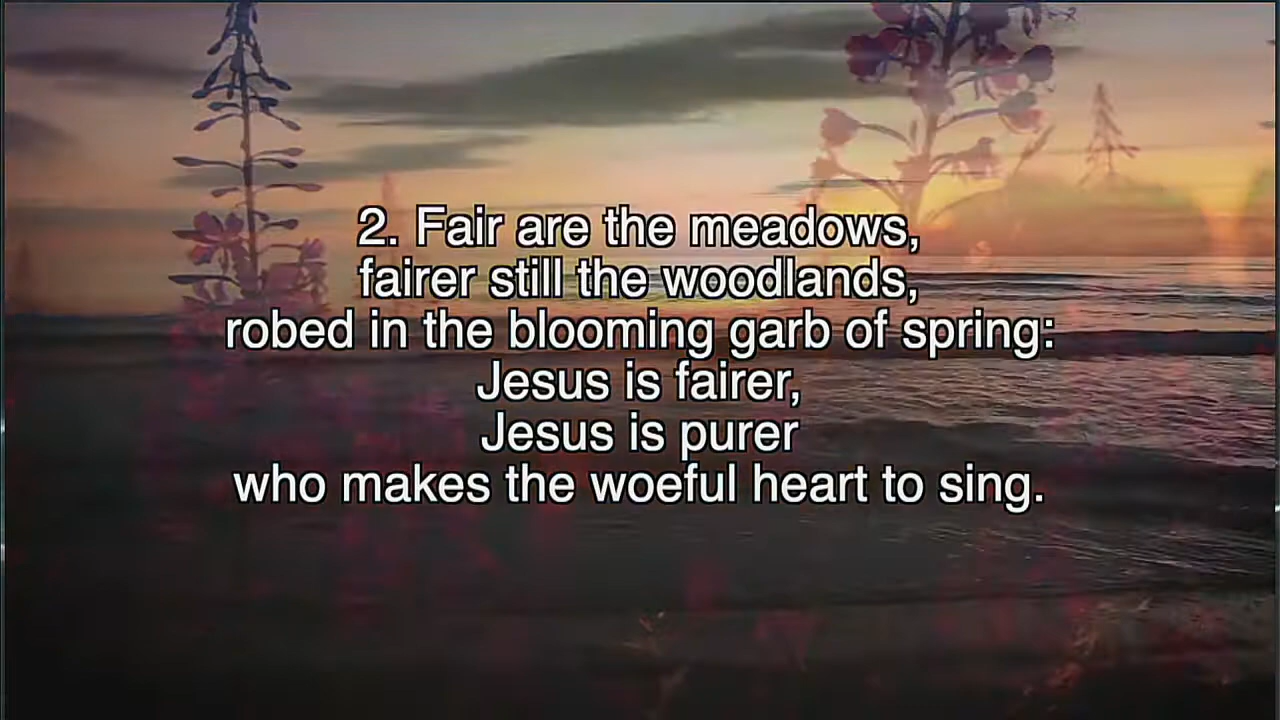 2. Fair are the meadows,
fairer still the woodlands,
robed in the blooming garb of spring:
Jesus is fairer,
Jesus is purer
who makes the woeful heart to sing.